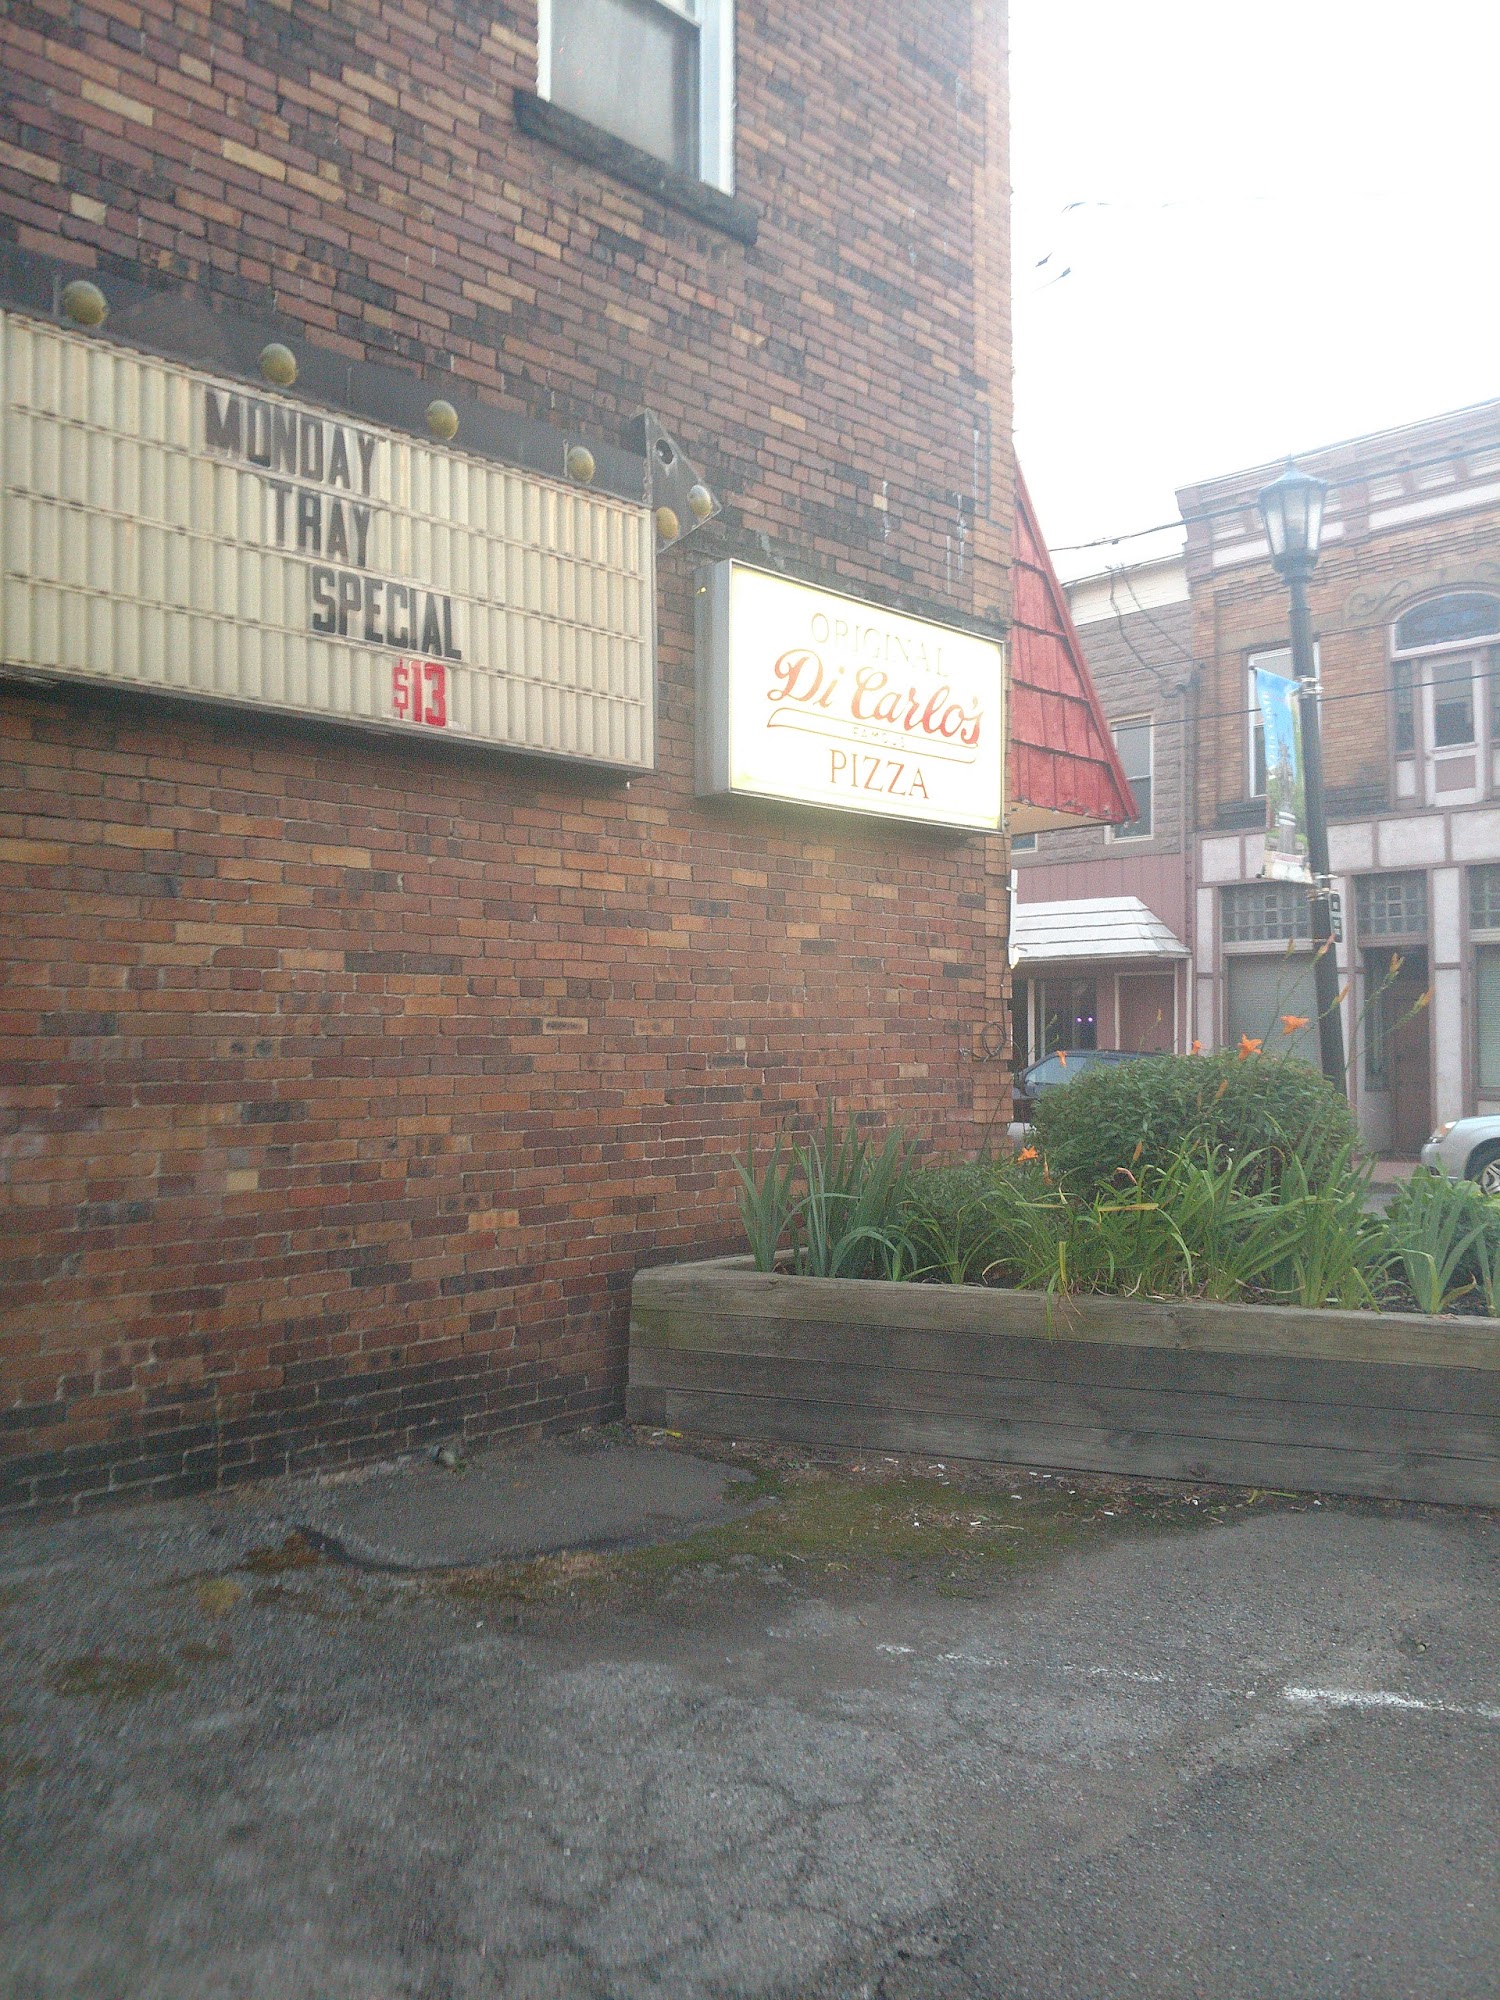 MONDAY
TRAY
SPECIAL
$13
ORIGINAL
Di Carlo's
FAMOUS
PIZZA